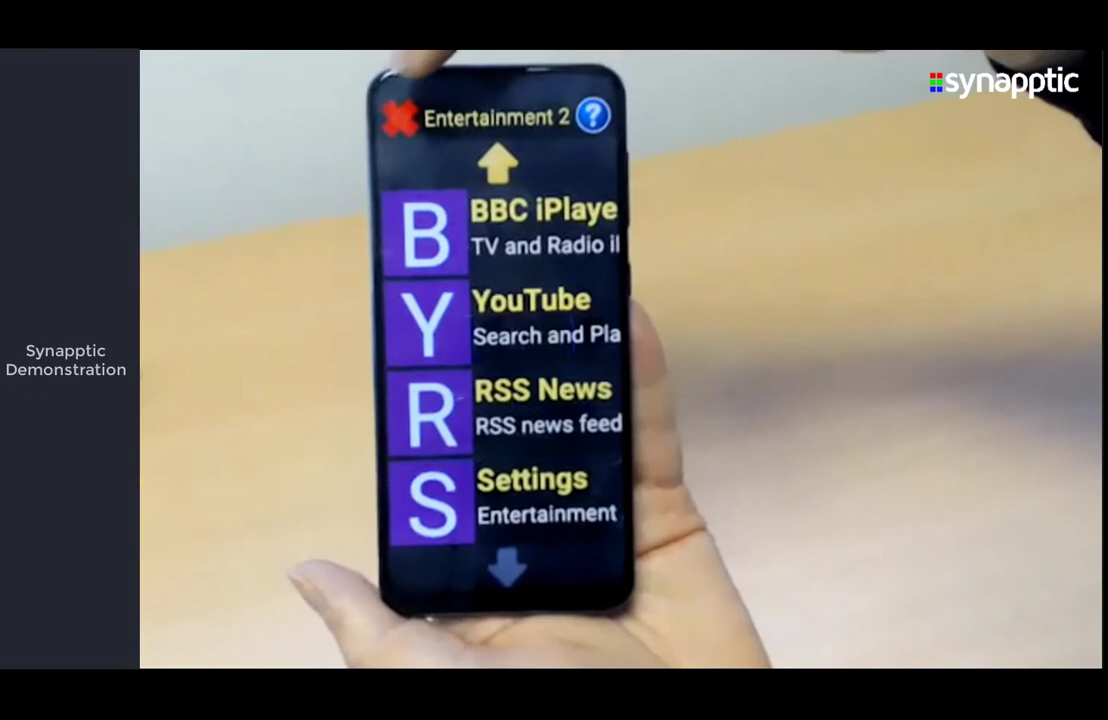 synapptic
Entertainment 2
?
B
BBC iPlaye
TV and Radio il
Y
YouTube
Search and Pla
R
RSS News
RSS news feed
S
Settings
Entertainment
Synapptic
Demonstration